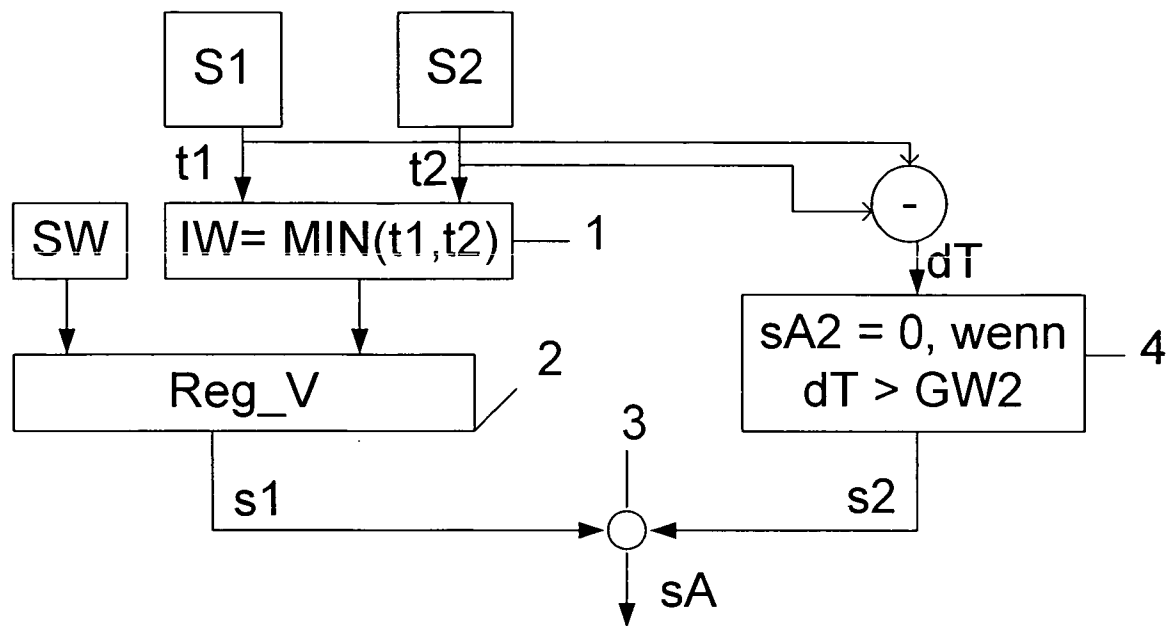 S1
S2
t1
t2
-
SW
IW= MIN(t1,t2)
1
dT
sA2 = 0, wenn
dT > GW2
4
Reg_V
2
3
s1
s2
sA